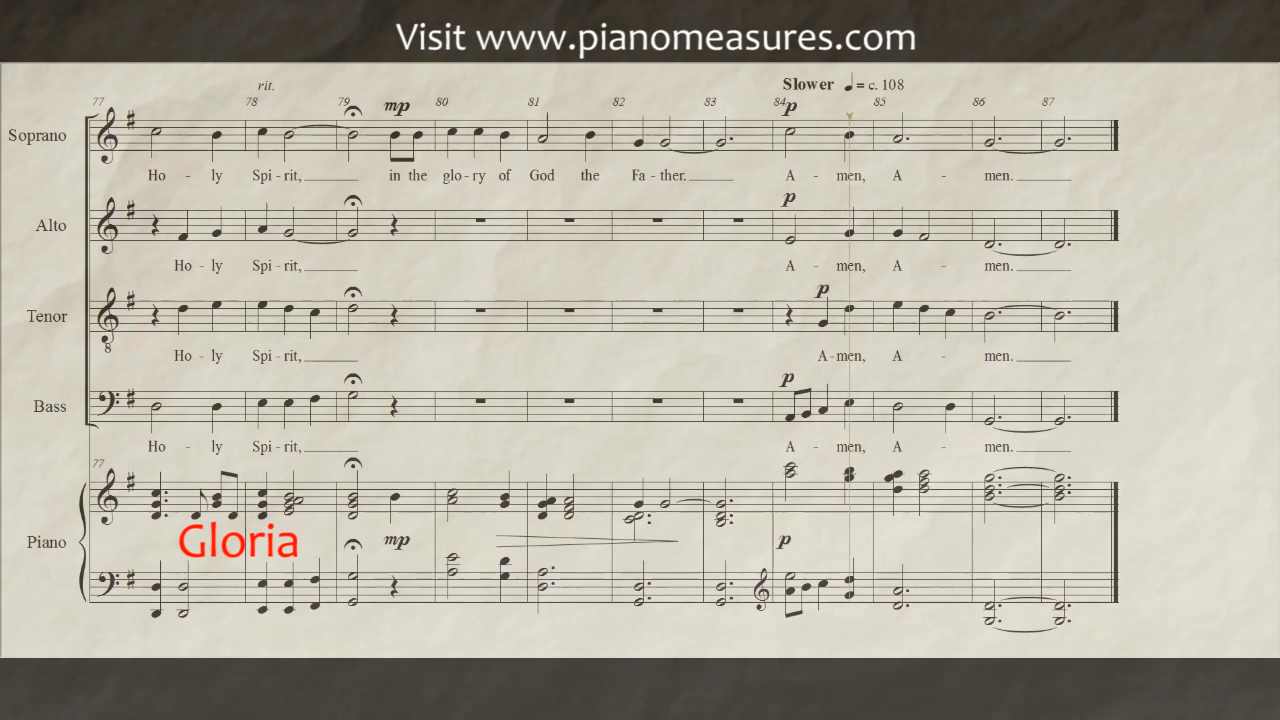 Visit www.pianomeasures.com
rit.
Slower ♩ = c. 108
77 78 79 mp 80 81 82 83 84 p 85 86 87
Soprano
Ho - ly Spi - rit, in the glo - ry of God the Fa - ther. A - men, A - men.
p
Alto
Ho - ly Spi - rit, A - men, A - men.
p
Tenor
8
Ho - ly Spi - rit, A - men, A - men.
p
Bass
Ho - ly Spi - rit, A - men, A - men.
77
Piano mp p
Gloria